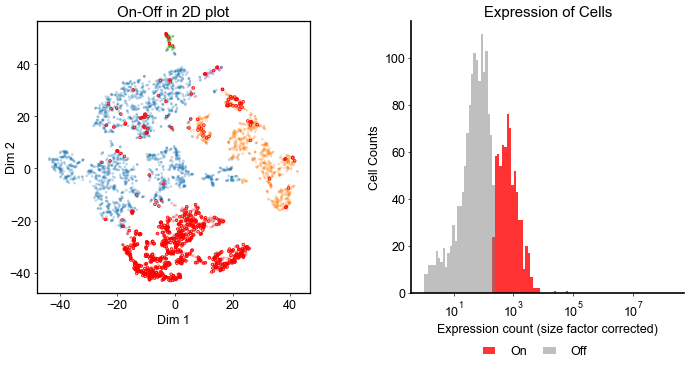 On-Off in 2D plot
Dim 2
40
20
0
−20
−40
−40 −20 0 20 40
Dim 1
Expression of Cells
Cell Counts
100
80
60
40
20
0
10^1 10^3 10^5 10^7
Expression count (size factor corrected)
On Off